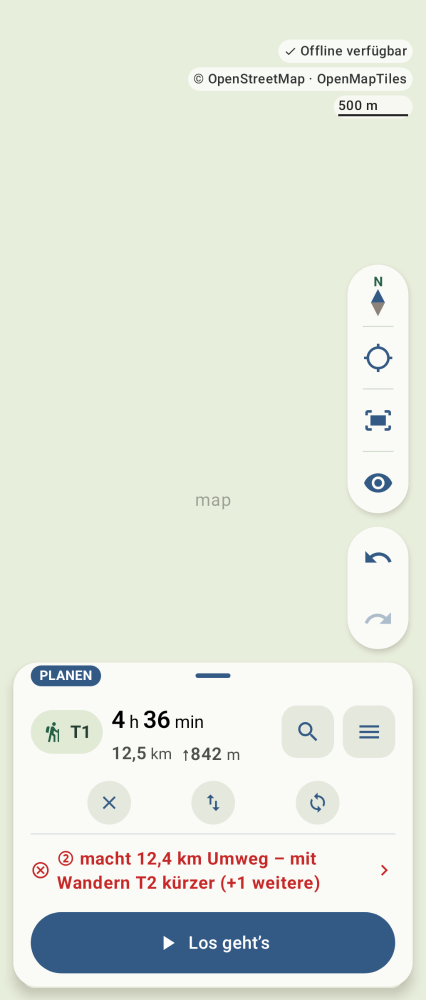 Offline verfügbar
© OpenStreetMap · OpenMapTiles
500 m
N
map
PLANEN
T1
4 h 36 min
12,5 km ↑842 m
② macht 12,4 km Umweg – mit
Wandern T2 kürzer (+1 weitere)
Los geht’s